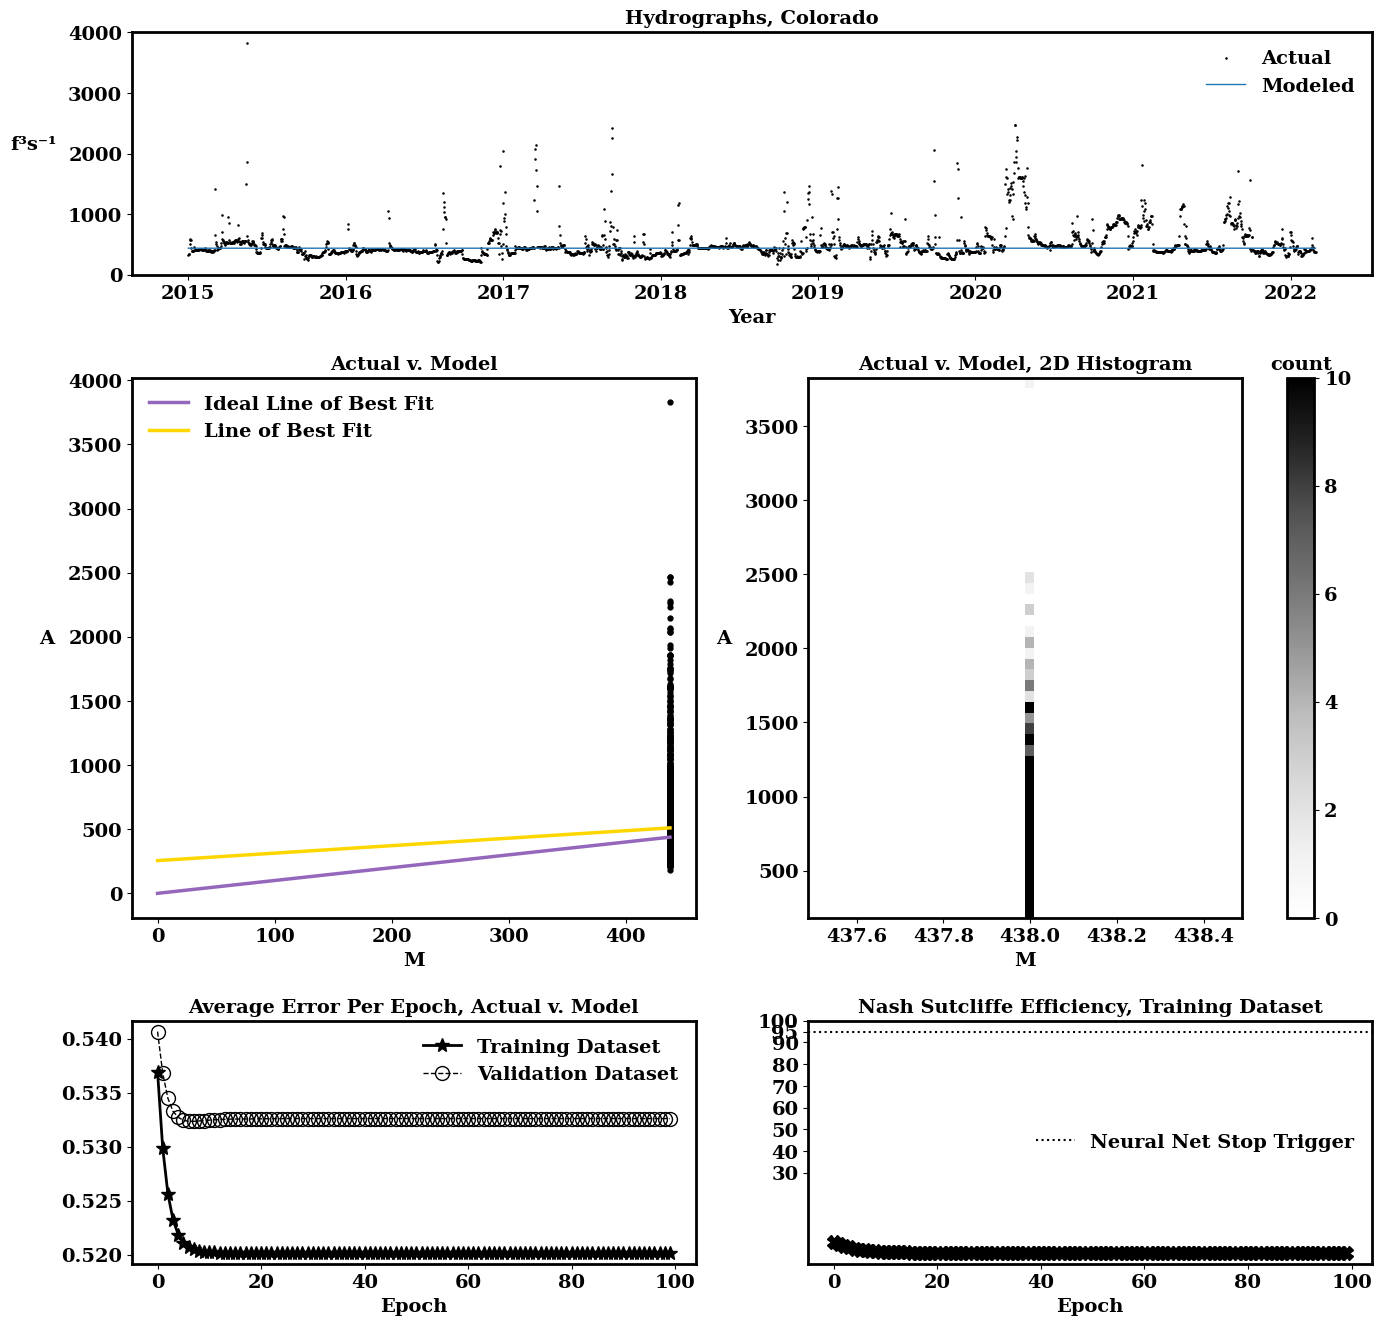 Hydrographs, Colorado
4000
3000
2000
1000
0
f³s⁻¹
Actual
Modeled
2015 2016 2017 2018 2019 2020 2021 2022
Year
Actual v. Model
4000
3500
3000
2500
2000
1500
1000
500
0
A
Ideal Line of Best Fit
Line of Best Fit
0 100 200 300 400
M
Actual v. Model, 2D Histogram
3500
3000
2500
2000
1500
1000
500
A
437.6 437.8 438.0 438.2 438.4
M
count
10
8
6
4
2
0
Average Error Per Epoch, Actual v. Model
0.540
0.535
0.530
0.525
0.520
Training Dataset
Validation Dataset
0 20 40 60 80 100
Epoch
Nash Sutcliffe Efficiency, Training Dataset
100
95
90
80
70
60
50
40
30
Neural Net Stop Trigger
0 20 40 60 80 100
Epoch